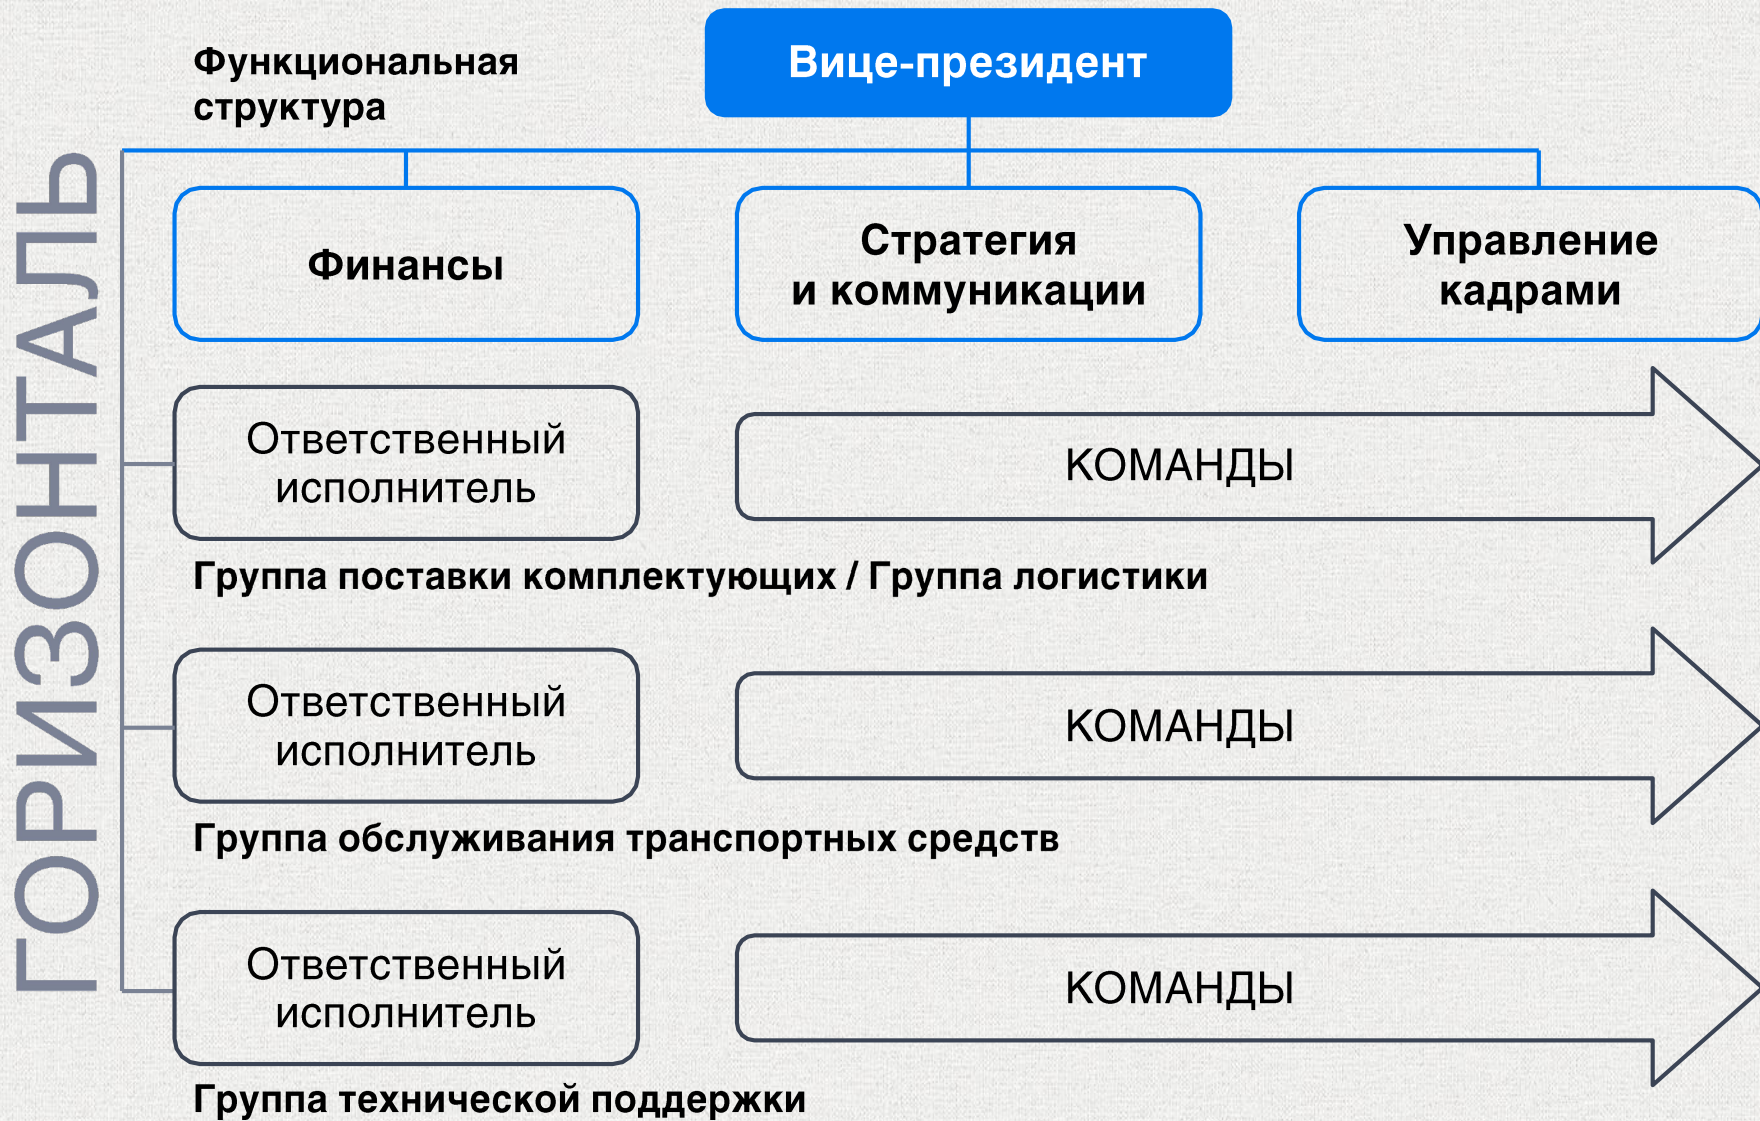 Функциональная
структура
Вице-президент
ГОРИЗОНТАЛЬ
Финансы
Стратегия
и коммуникации
Управление
кадрами
Ответственный
исполнитель
КОМАНДЫ
Группа поставки комплектующих / Группа логистики
Ответственный
исполнитель
КОМАНДЫ
Группа обслуживания транспортных средств
Ответственный
исполнитель
КОМАНДЫ
Группа технической поддержки